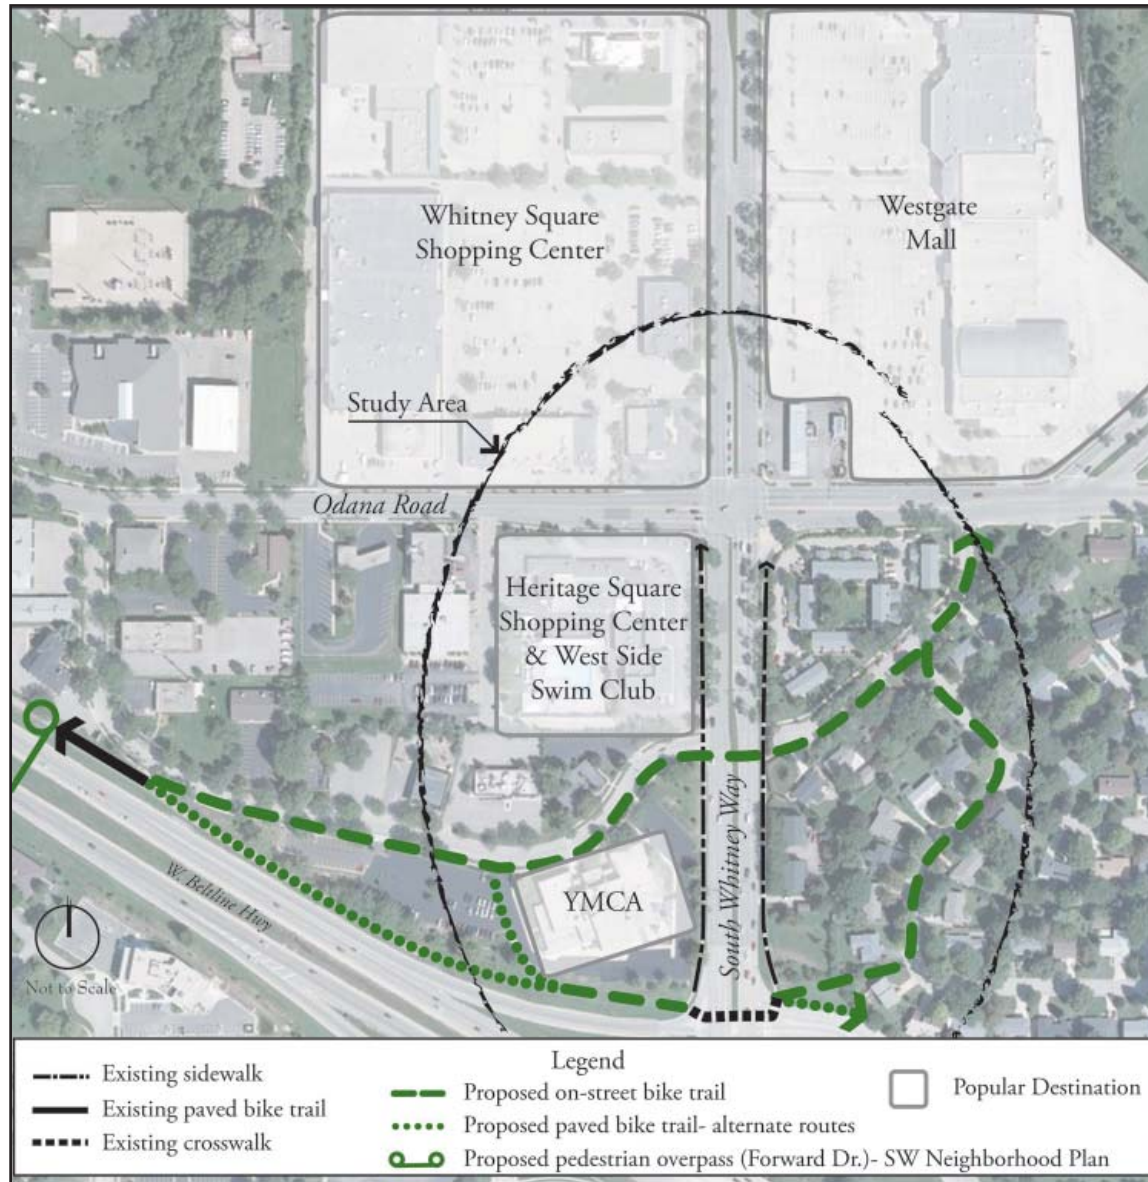 Whitney Square
Shopping Center
Westgate
Mall
Study Area
Odana Road
Heritage Square
Shopping Center
& West Side
Swim Club
South Whitney Way
YMCA
W. Beltline Hwy
Not to Scale
Legend
Existing sidewalk
Existing paved bike trail
Existing crosswalk
Proposed on-street bike trail
Proposed paved bike trail- alternate routes
Proposed pedestrian overpass (Forward Dr.)- SW Neighborhood Plan
Popular Destination